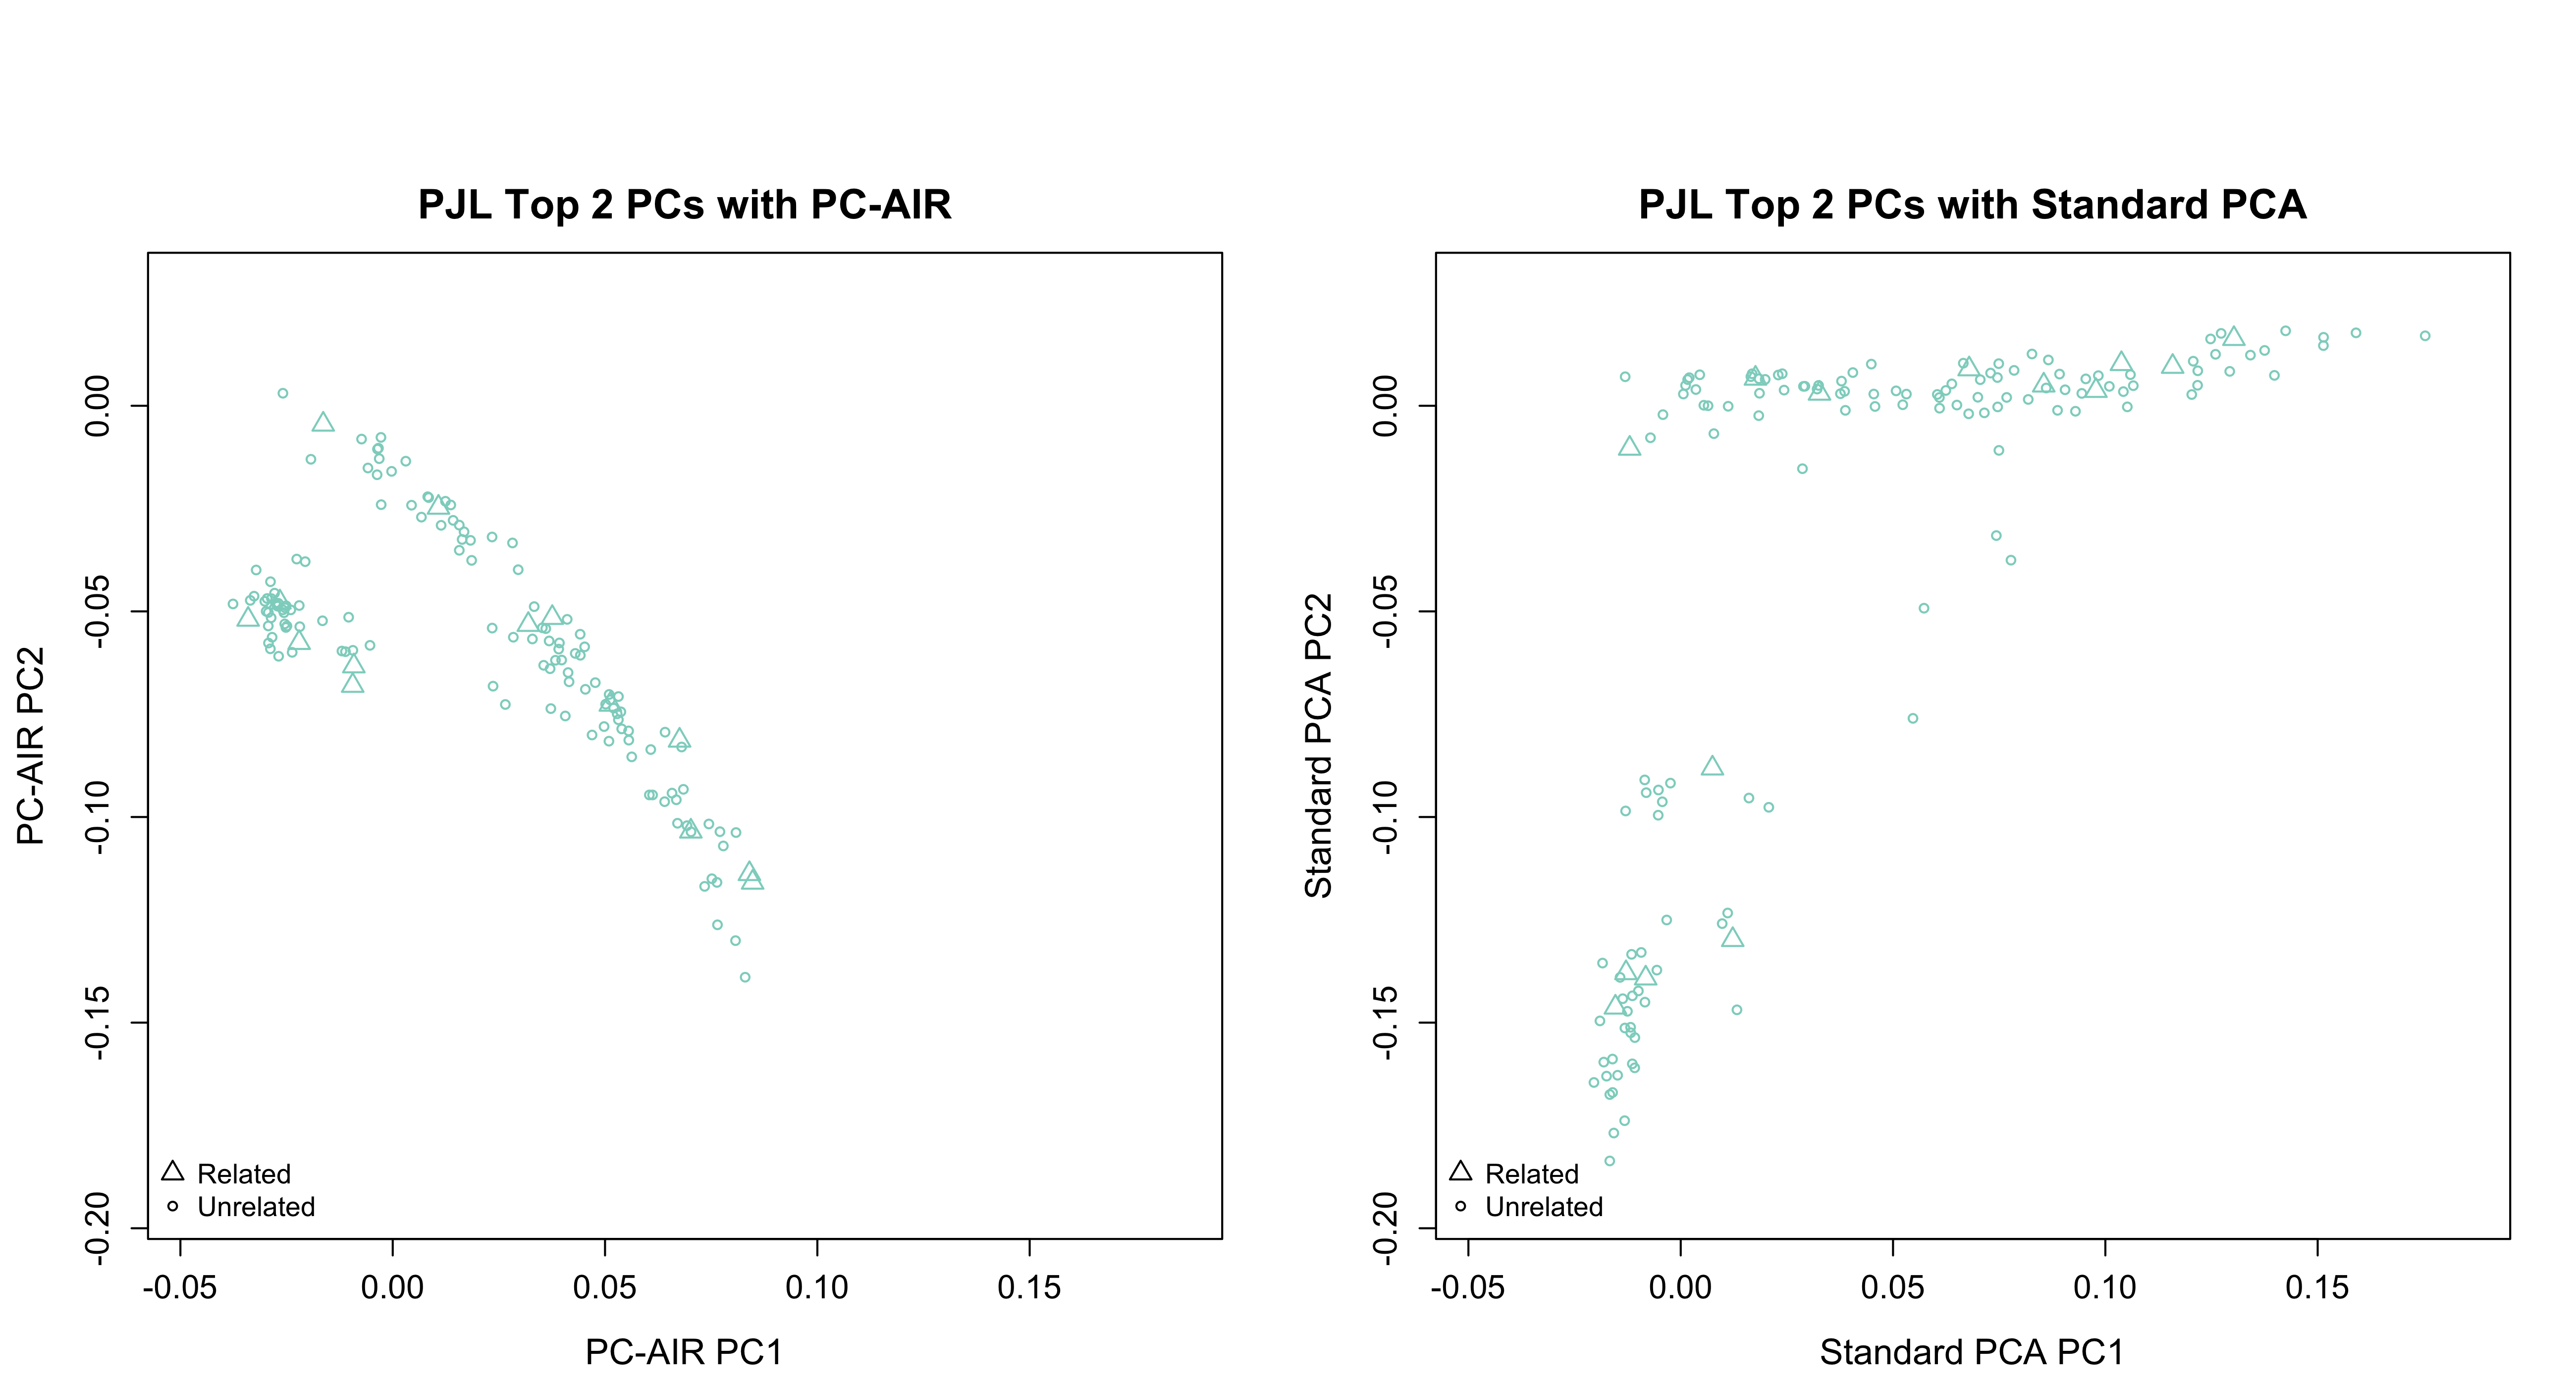 PJL Top 2 PCs with PC-AIR
PC-AIR PC2
0.00
-0.05
-0.10
-0.15
-0.20
Related
Unrelated
-0.05 0.00 0.05 0.10 0.15
PC-AIR PC1
PJL Top 2 PCs with Standard PCA
Standard PCA PC2
0.00
-0.05
-0.10
-0.15
-0.20
Related
Unrelated
-0.05 0.00 0.05 0.10 0.15
Standard PCA PC1